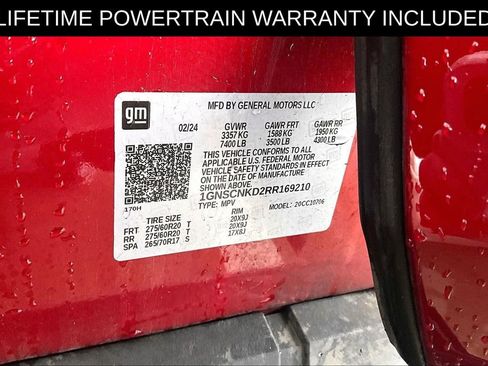 LIFETIME POWERTRAIN WARRANTY INCLUDED
gm
MFD BY GENERAL MOTORS LLC
02/24 GVWR GAWR FRT GAWR RR
3357 KG 1588 KG 1950 KG
7400 LB 3500 LB 4300 LB
THIS VEHICLE CONFORMS TO ALL
APPLICABLE U.S. FEDERAL MOTOR
VEHICLE SAFETY STANDARDS IN
EFFECT ON THE DATE OF
MANUFACTURE SHOWN ABOVE.
1GNSCNKD2RR169210
TYPE: MPV MODEL: 20CC10706
170H
TIRE SIZE RIM
FRT 275/60R20 T 20X9J
RR 275/60R20 T 20X9J
SPA 265/70R17 S 17X8J